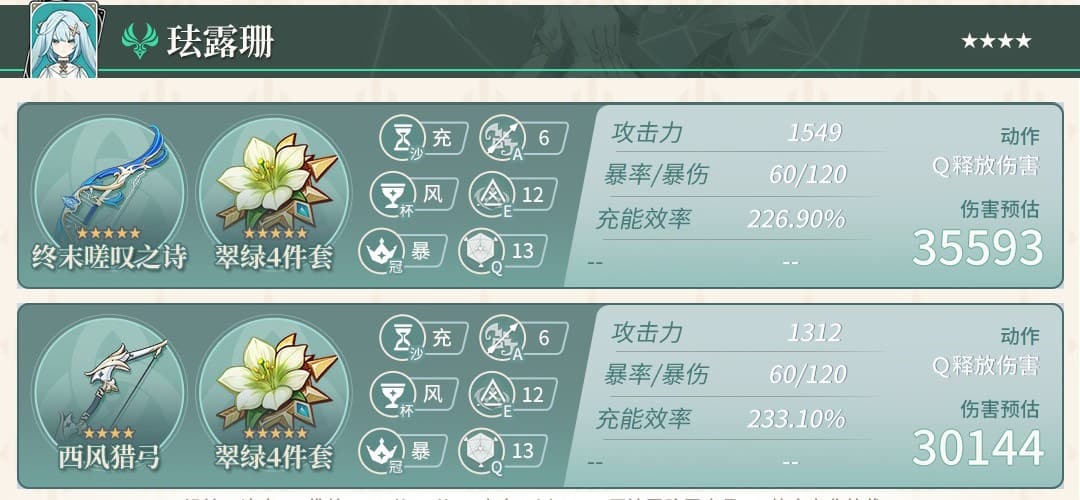 珐露珊
★★★★
终末嗟叹之诗
翠绿4件套
沙 充
A 6
杯 风
E 12
冠 暴
Q 13
攻击力 1549
暴率/暴伤 60/120
充能效率 226.90%
-- --
动作
Q释放伤害
伤害预估
35593
西风猎弓
翠绿4件套
沙 充
A 6
杯 风
E 12
冠 暴
Q 13
攻击力 1312
暴率/暴伤 60/120
充能效率 233.10%
-- --
动作
Q释放伤害
伤害预估
30144